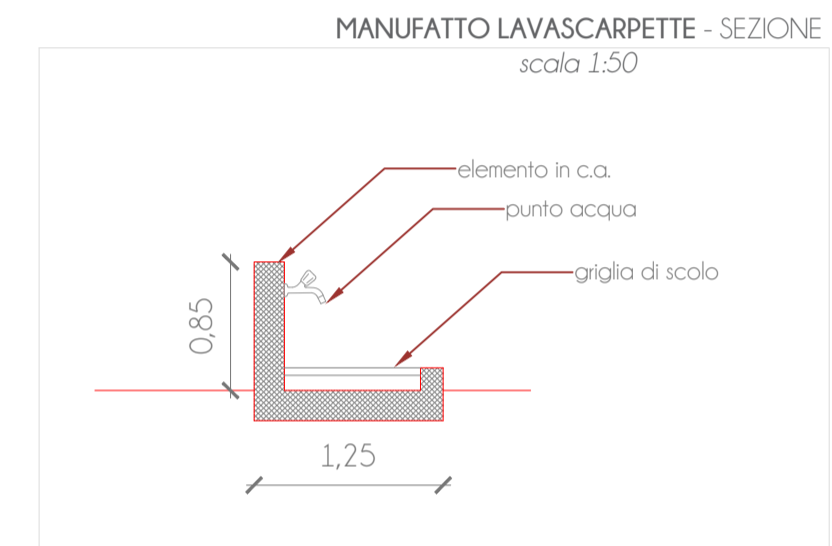 MANUFATTO LAVASCARPETTE - SEZIONE
scala 1:50
elemento in c.a.
punto acqua
griglia di scolo
0,85
1,25